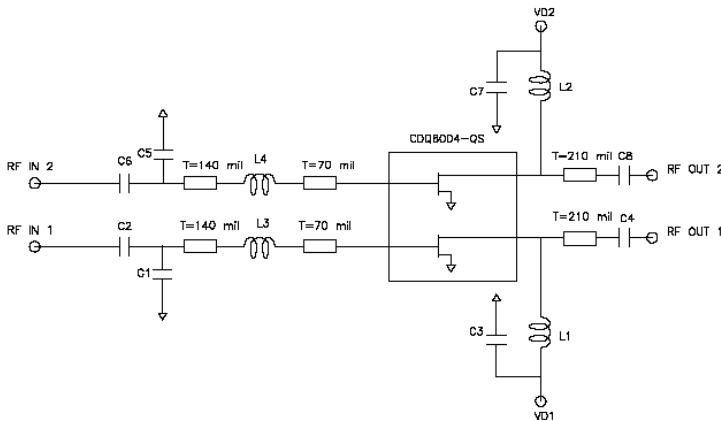 VD2
C7
L2
CDQB0D4-QS
C5
RF IN 2
C6
T=140 mil
L4
T=70 mil
T=210 mil
C8
RF OUT 2
RF IN 1
C2
T=140 mil
L3
T=70 mil
T=210 mil
C4
RF OUT 1
C1
C3
L1
VD1